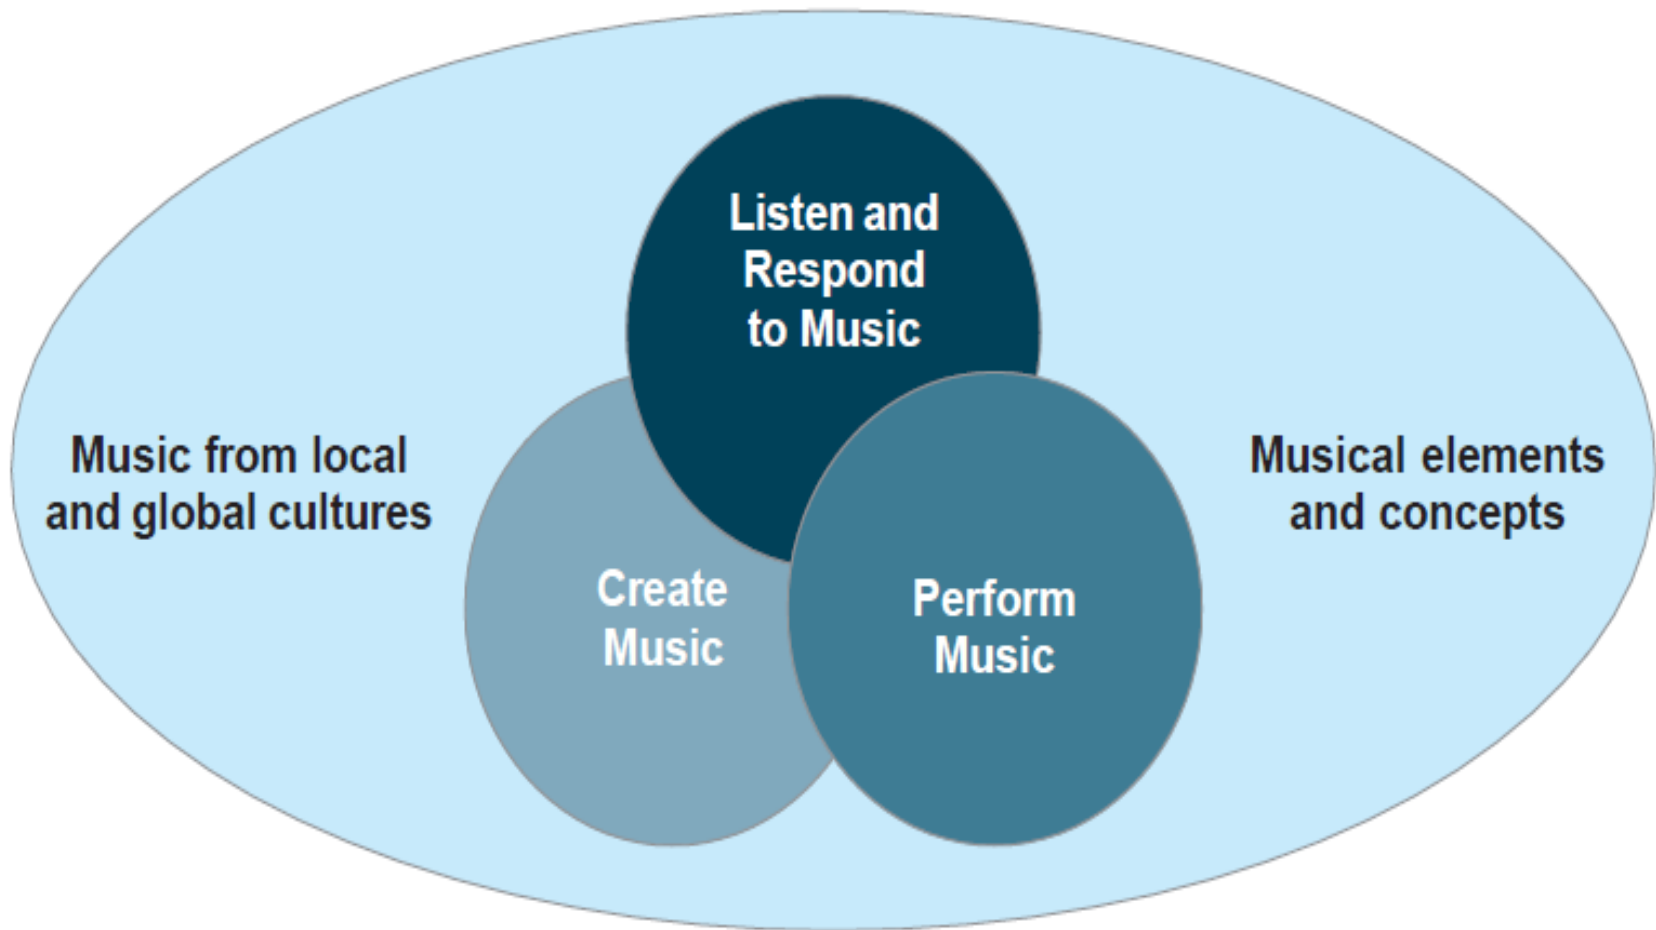 Listen and
Respond
to Music
Music from local
and global cultures
Musical elements
and concepts
Create
Music
Perform
Music